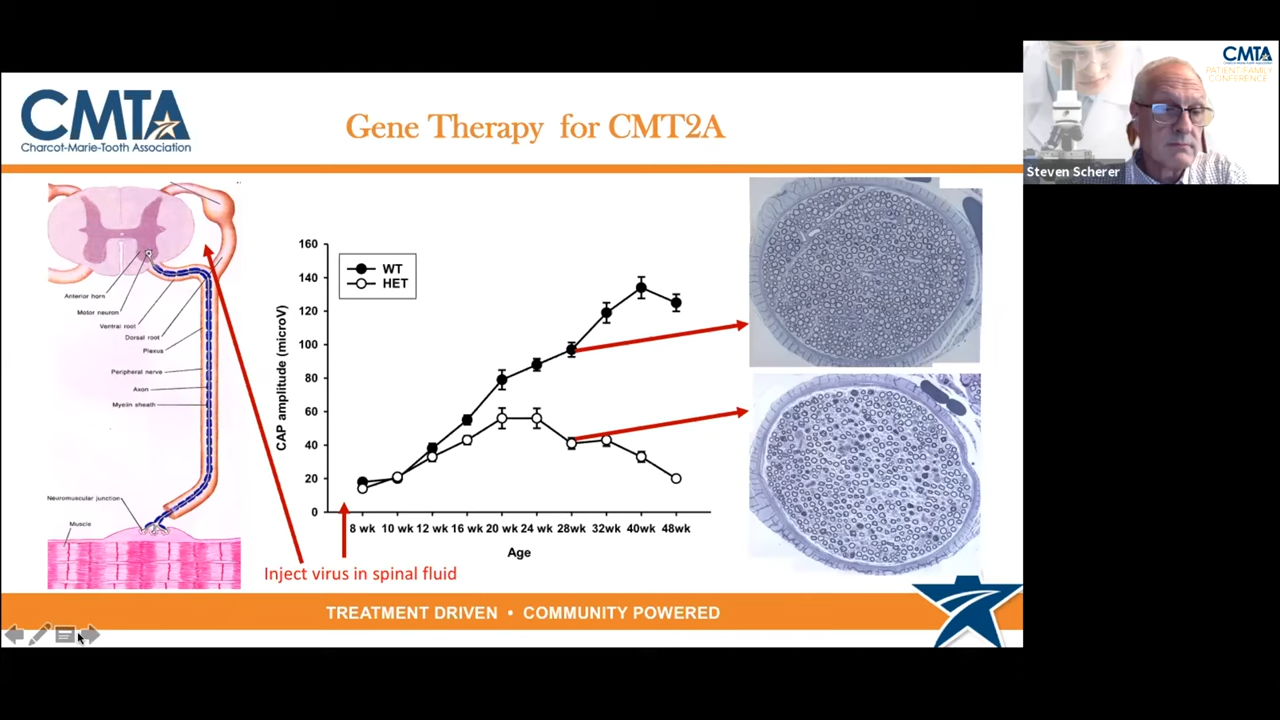 CMTA
Charcot-Marie-Tooth Association
Gene Therapy for CMT2A
Anterior horn
Motor neuron
Ventral root
Dorsal root
Plexus
Peripheral nerve
Axon
Myelin sheath
Neuromuscular junction
Muscle
CAP amplitude (microV)
160
140
120
100
80
60
40
20
0
WT
HET
8 wk 10 wk 12 wk 16 wk 20 wk 24 wk 28wk 32wk 40wk 48wk
Age
Inject virus in spinal fluid
TREATMENT DRIVEN • COMMUNITY POWERED
CMTA
PATIENT/FAMILY
CONFERENCE
Steven Scherer